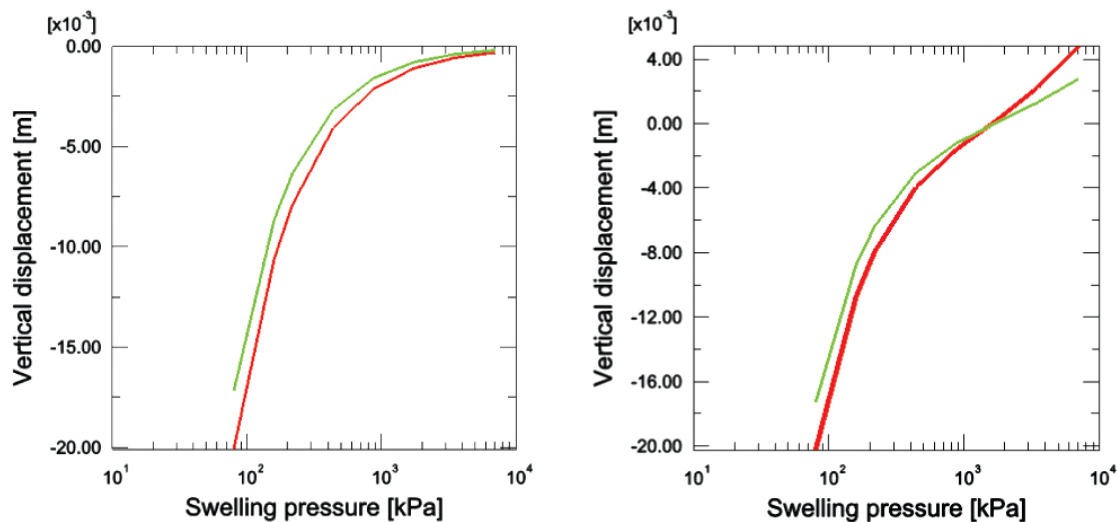 [x10⁻³]
0.00
-5.00
-10.00
-15.00
-20.00
Vertical displacement [m]
10¹ 10² 10³ 10⁴
Swelling pressure [kPa]
[x10⁻³]
4.00
0.00
-4.00
-8.00
-12.00
-16.00
-20.00
Vertical displacement [m]
10¹ 10² 10³ 10⁴
Swelling pressure [kPa]